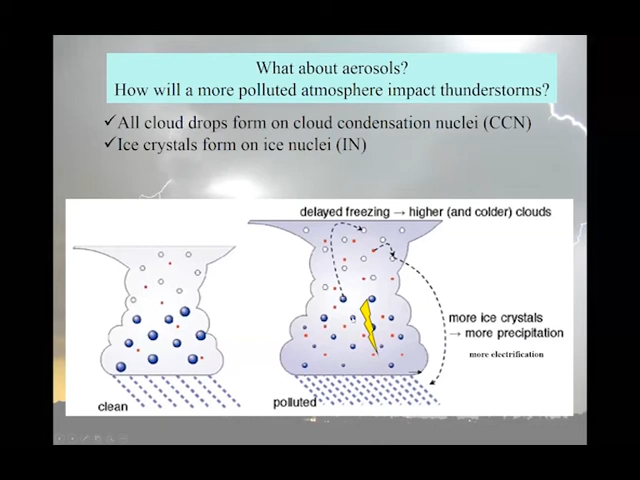 What about aerosols?
How will a more polluted atmosphere impact thunderstorms?
✓All cloud drops form on cloud condensation nuclei (CCN)
✓Ice crystals form on ice nuclei (IN)
delayed freezing → higher (and colder) clouds
more ice crystals
→ more precipitation
more electrification
clean
polluted